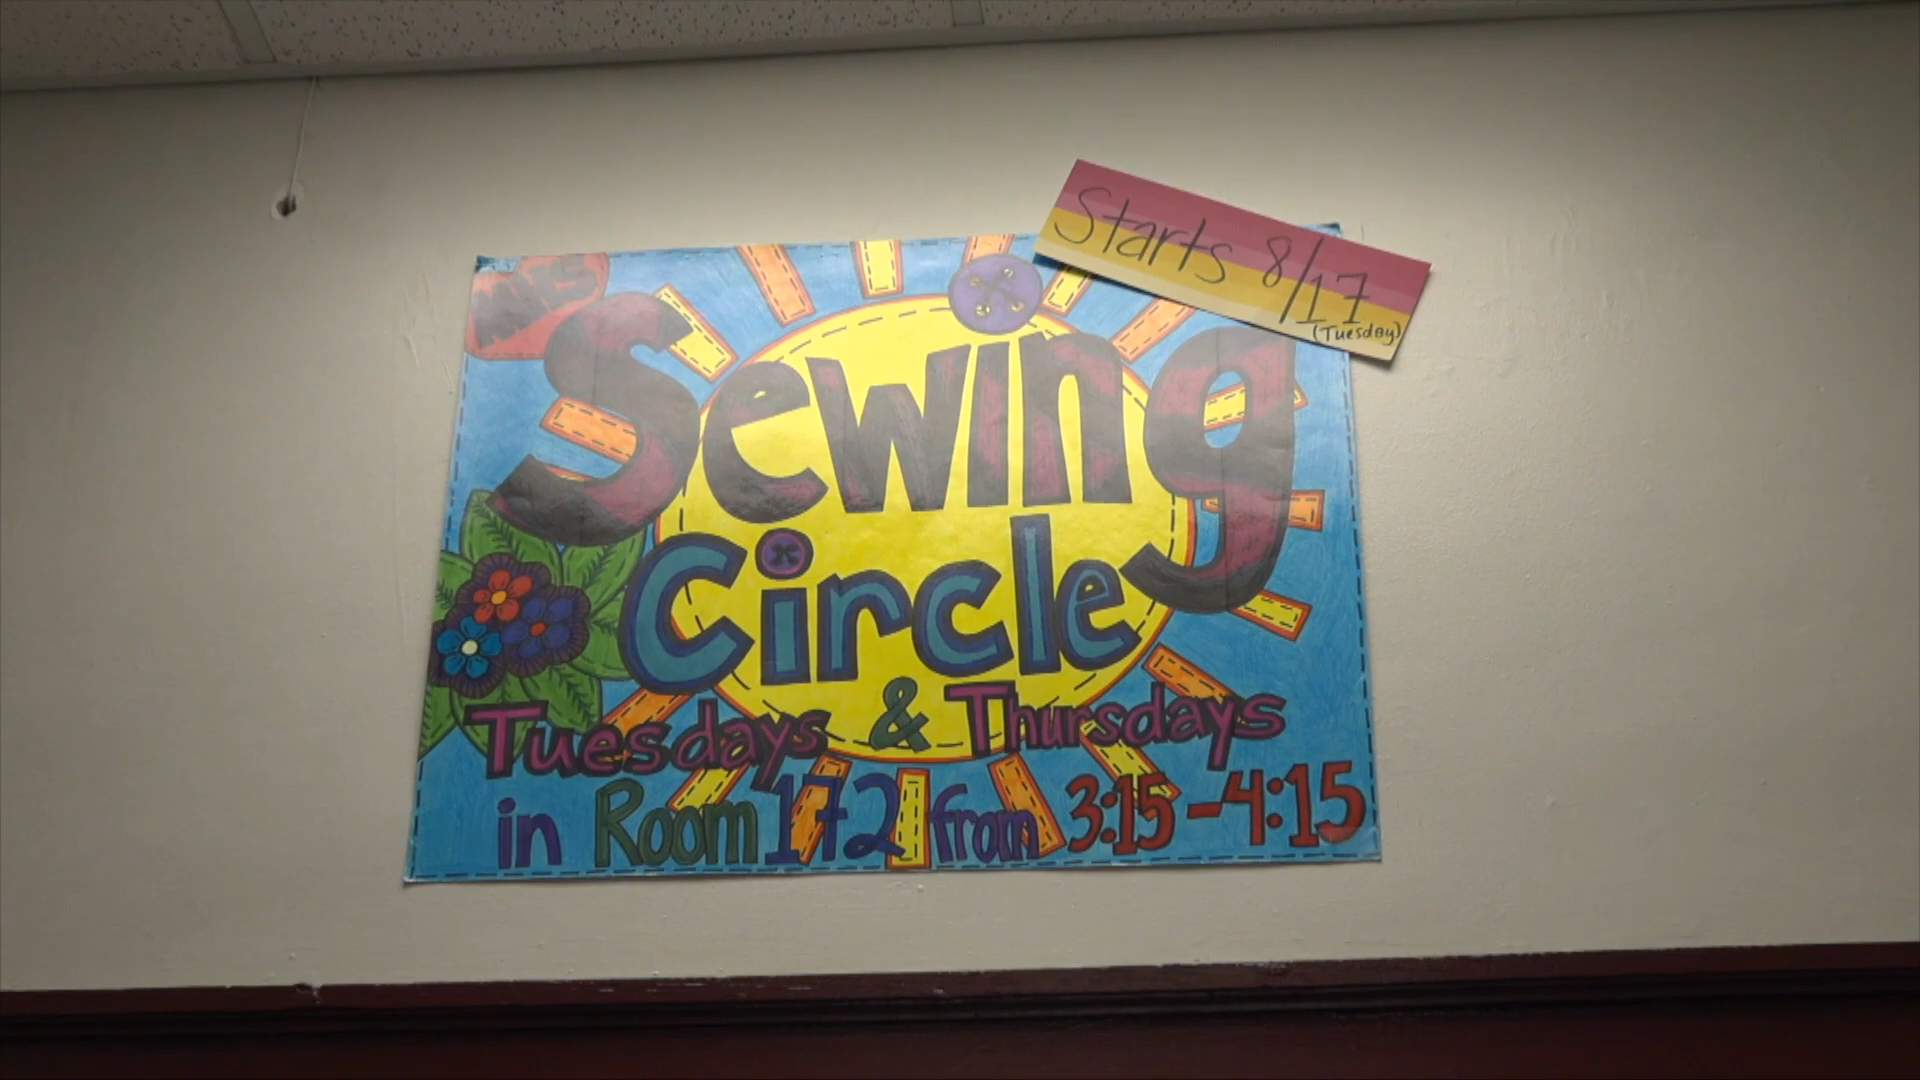 Starts 8/17
(Tuesday)
Sewing
Circle
Tuesdays & Thursdays
in Room 172 from 3:15-4:15